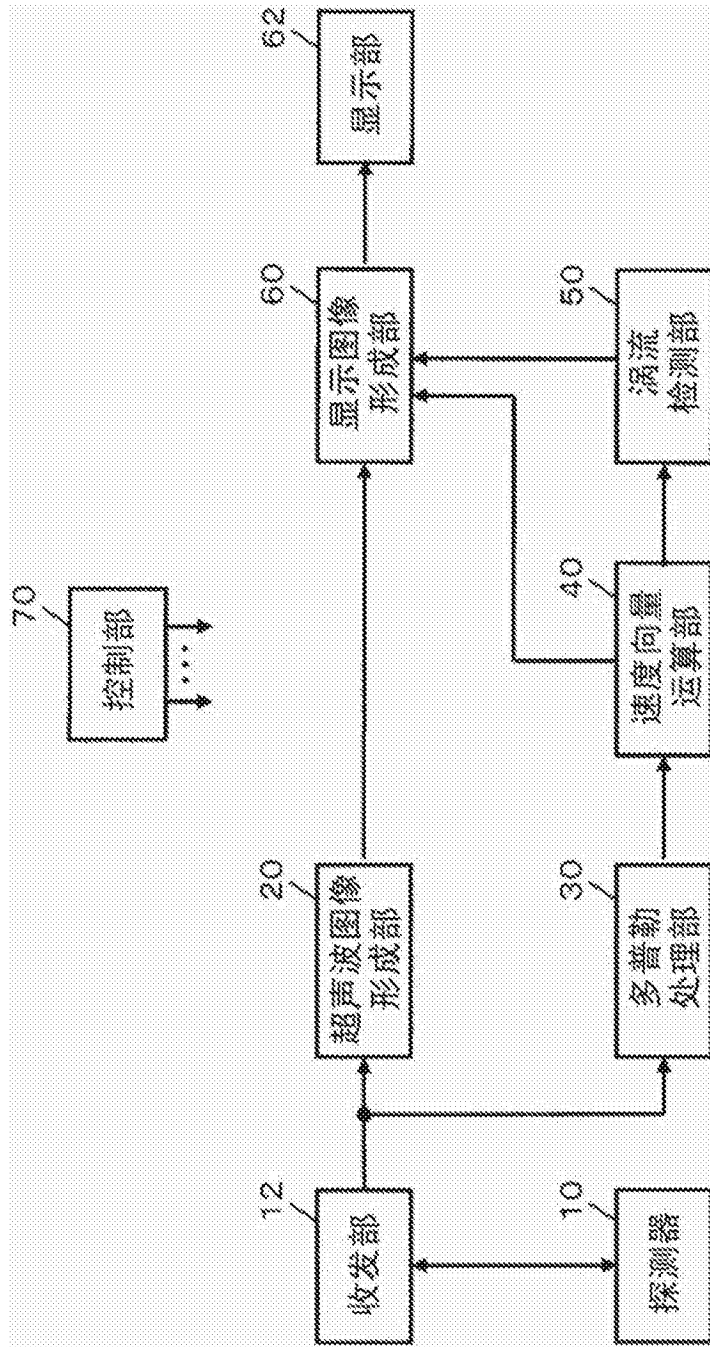 70
控制部
...
12
收发部
20
超声波图像
形成部
60
显示图像
形成部
62
显示部
10
探测器
30
多普勒
处理部
40
速度向量
运算部
50
涡流
检测部